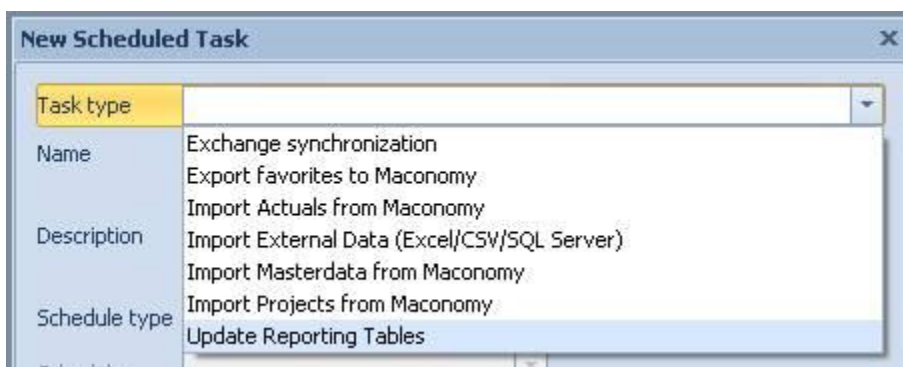 New Scheduled Task
Task type
Name
Exchange synchronization
Export favorites to Maconomy
Import Actuals from Maconomy
Description
Import External Data (Excel/CSV/SQL Server)
Import Masterdata from Maconomy
Schedule type
Import Projects from Maconomy
Update Reporting Tables